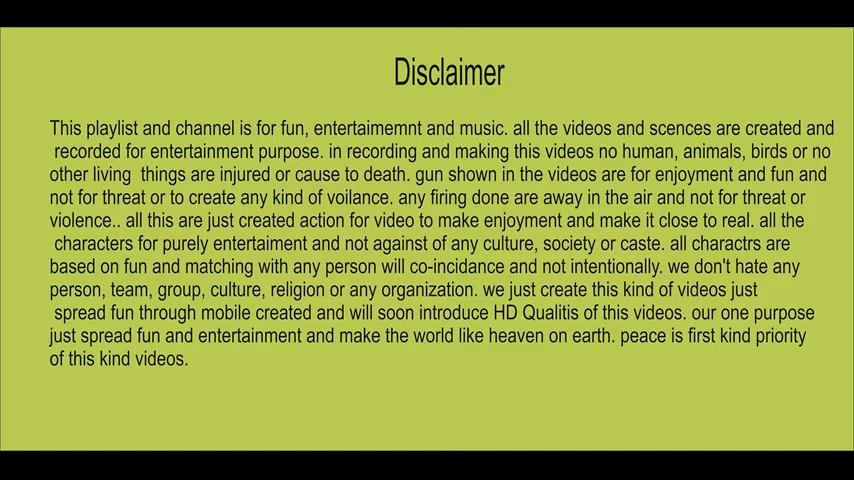 Disclaimer
This playlist and channel is for fun, entertaimemnt and music. all the videos and scences are created and
recorded for entertainment purpose. in recording and making this videos no human, animals, birds or no
other living things are injured or cause to death. gun shown in the videos are for enjoyment and fun and
not for threat or to create any kind of voilance. any firing done are away in the air and not for threat or
violence.. all this are just created action for video to make enjoyment and make it close to real. all the
characters for purely entertaiment and not against of any culture, society or caste. all charactrs are
based on fun and matching with any person will co-incidance and not intentionally. we don't hate any
person, team, group, culture, religion or any organization. we just create this kind of videos just
spread fun through mobile created and will soon introduce HD Qualitis of this videos. our one purpose
just spread fun and entertainment and make the world like heaven on earth. peace is first kind priority
of this kind videos.